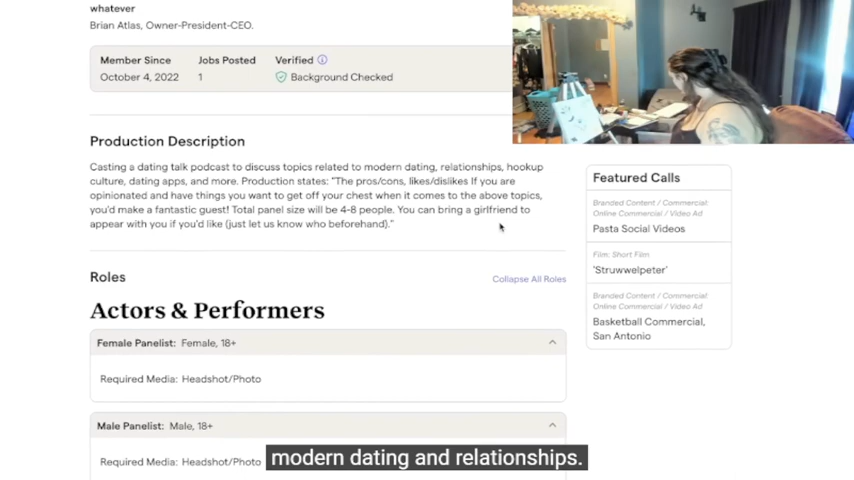 whatever
Brian Atlas, Owner-President-CEO.
Member Since
October 4, 2022
Jobs Posted
1
Verified
Background Checked
Production Description
Casting a dating talk podcast to discuss topics related to modern dating, relationships, hookup
culture, dating apps, and more. Production states: "The pros/cons, likes/dislikes If you are
opinionated and have things you want to get off your chest when it comes to the above topics,
you'd make a fantastic guest! Total panel size will be 4-8 people. You can bring a girlfriend to
appear with you if you'd like (just let us know who beforehand)."
Roles
Collapse All Roles
Actors & Performers
Female Panelist: Female, 18+
Required Media: Headshot/Photo
Male Panelist: Male, 18+
Required Media: Headshot/Photo
Featured Calls
Branded Content / Commercial:
Online Commercial / Video Ad
Pasta Social Videos
Film: Short Film
'Struwwelpeter'
Branded Content / Commercial:
Online Commercial / Video Ad
Basketball Commercial,
San Antonio
modern dating and relationships.